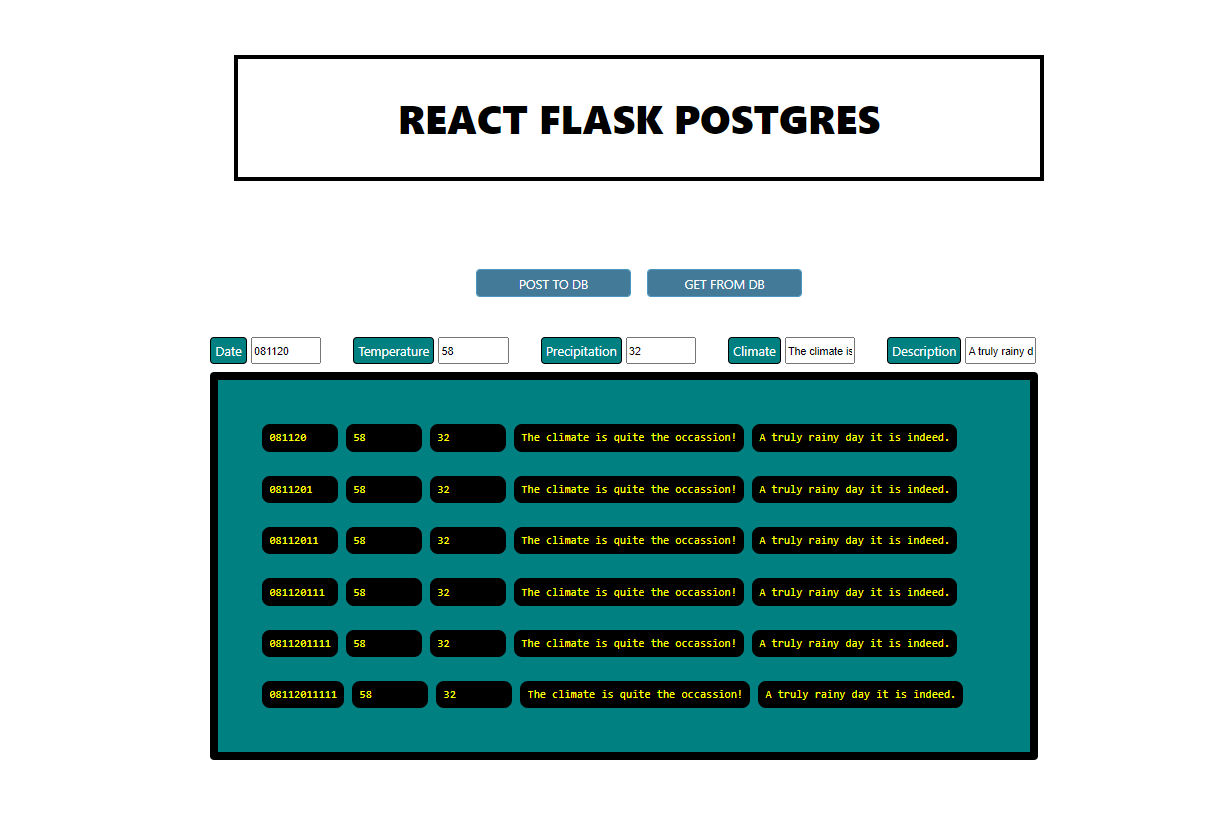 REACT FLASK POSTGRES
POST TO DB GET FROM DB
Date 081120 Temperature 58 Precipitation 32 Climate The climate is Description A truly rainy d
081120 58 32 The climate is quite the occassion! A truly rainy day it is indeed.
0811201 58 32 The climate is quite the occassion! A truly rainy day it is indeed.
08112011 58 32 The climate is quite the occassion! A truly rainy day it is indeed.
081120111 58 32 The climate is quite the occassion! A truly rainy day it is indeed.
0811201111 58 32 The climate is quite the occassion! A truly rainy day it is indeed.
08112011111 58 32 The climate is quite the occassion! A truly rainy day it is indeed.